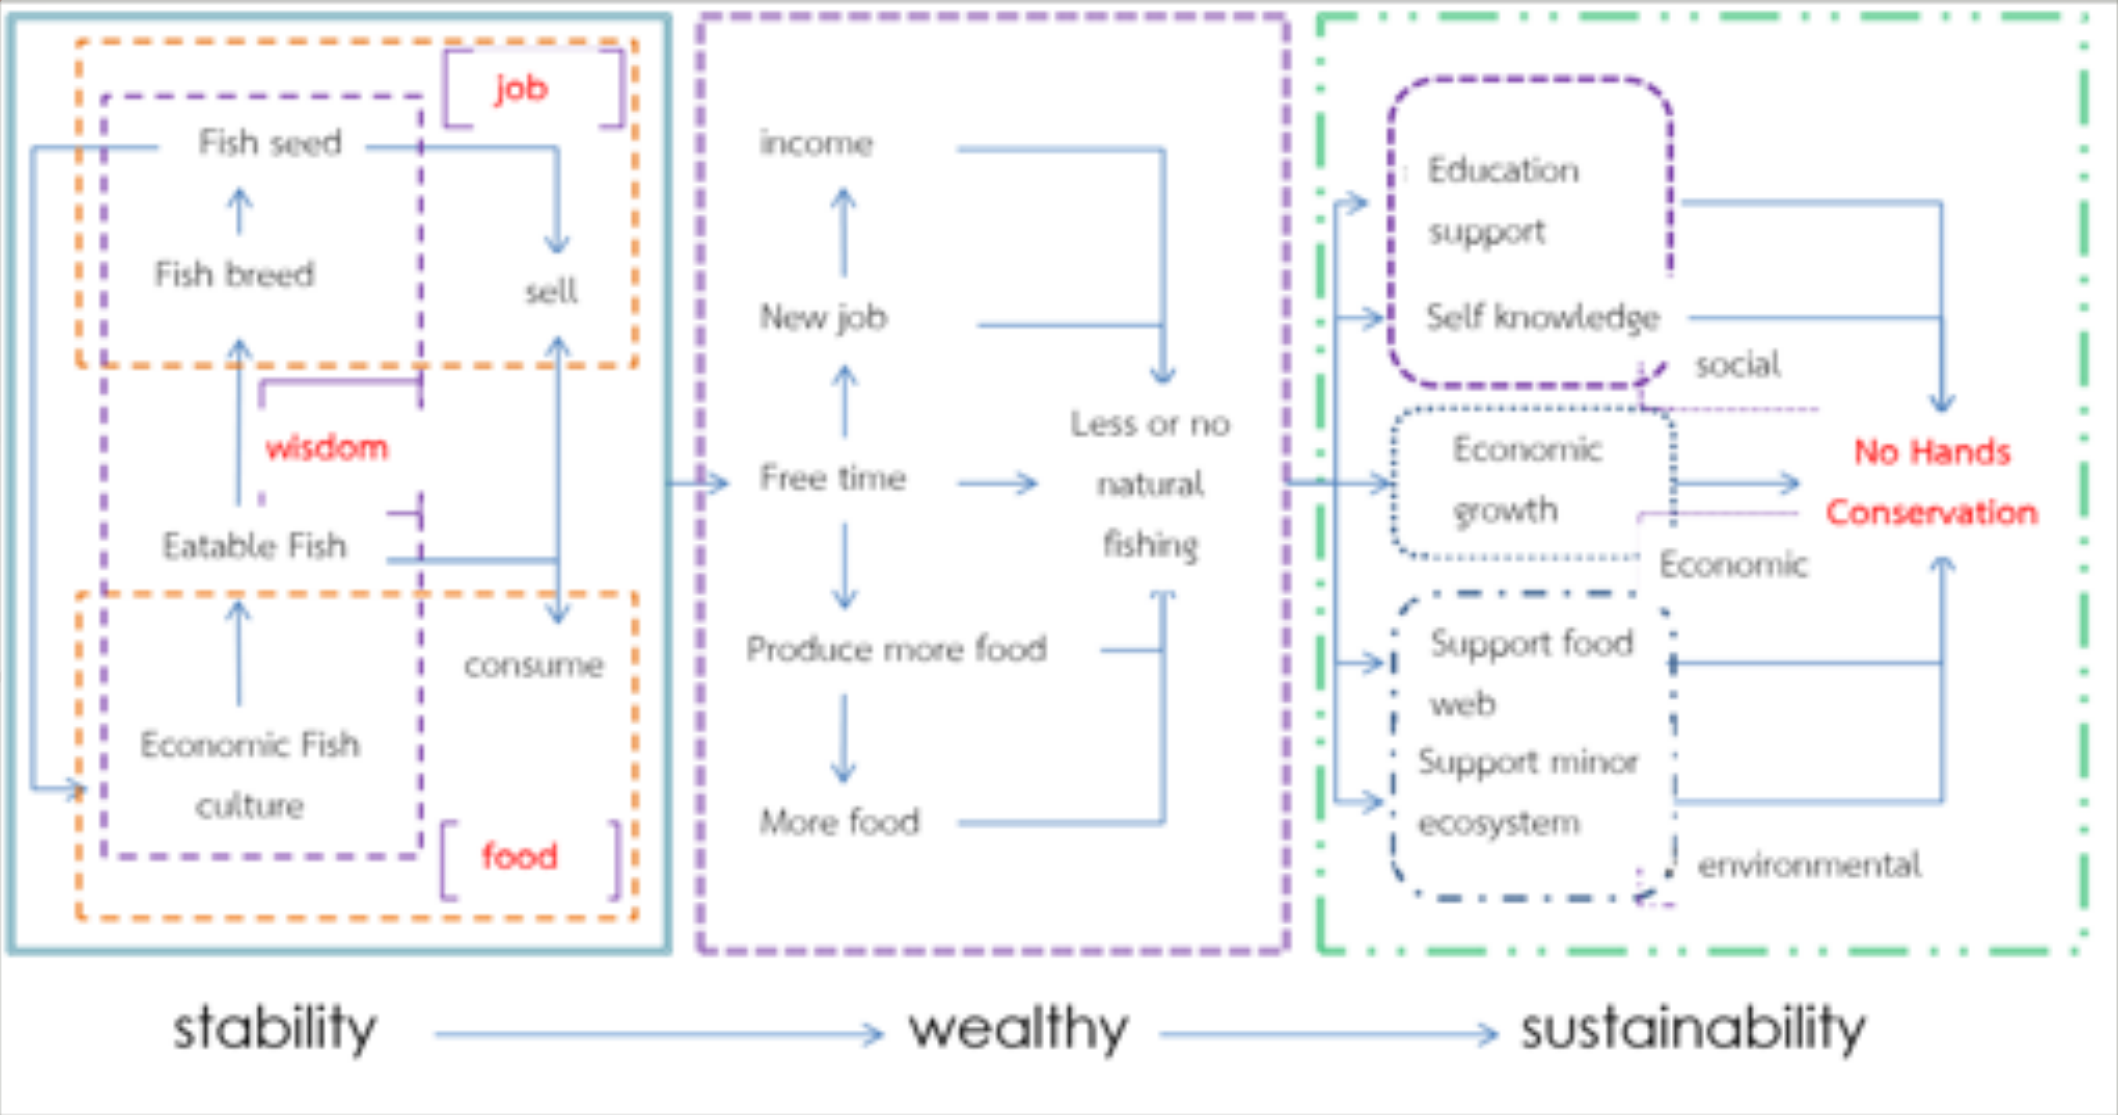 job
Fish seed
Fish breed
sell
wisdom
Eatable Fish
consume
Economic Fish
culture
food
income
New job
Less or no
natural
fishing
Free time
Produce more food
More food
Education
support
Self knowledge
social
Economic
growth
No Hands
Conservation
Economic
Support food
web
Support minor
ecosystem
environmental
stability
wealthy
sustainability